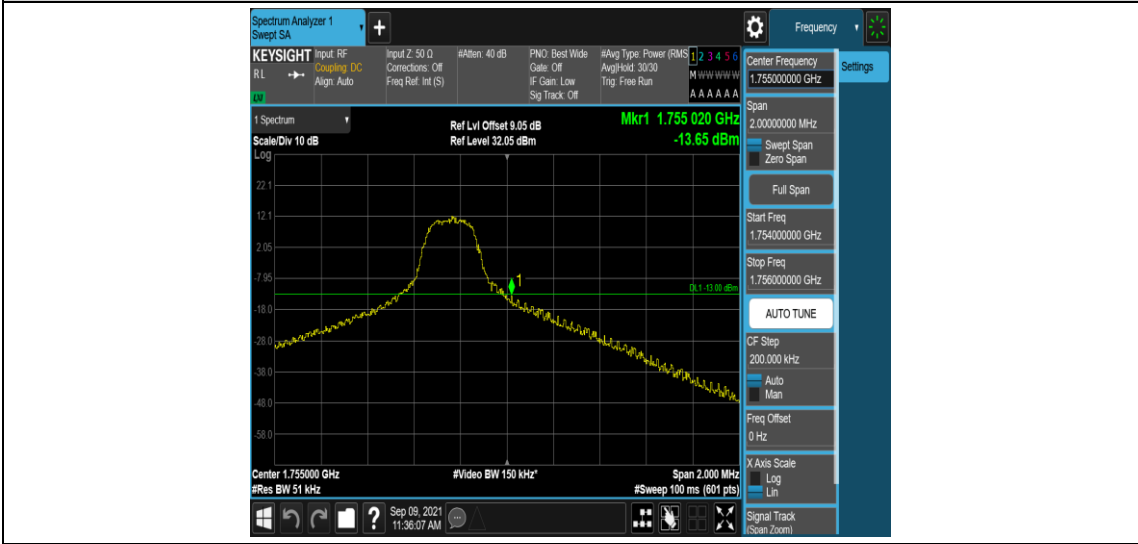 Spectrum Analyzer 1
Swept SA
+
Frequency
KEYSIGHT
RL
LXI
Input: RF
Coupling: DC
Align: Auto
Input Z: 50 Ω
Corrections: Off
Freq Ref: Int (S)
#Atten: 40 dB
PNO: Best Wide
Gate: Off
IF Gain: Low
Sig Track: Off
#Avg Type: Power (RMS
Avg|Hold: 30/30
Trig: Free Run
1 2 3 4 5 6
M W W W W W
A A A A A A
1 Spectrum
Scale/Div 10 dB
Log
Ref Lvl Offset 9.05 dB
Ref Level 32.05 dBm
Mkr1 1.755 020 GHz
-13.65 dBm
22.1
12.1
2.05
-7.95
-18.0
-28.0
-38.0
-48.0
-58.0
1
DL1 -13.00 dBm
Center 1.755000 GHz
#Res BW 51 kHz
#Video BW 150 kHz*
Span 2.000 MHz
#Sweep 100 ms (601 pts)
Center Frequency
1.755000000 GHz
Settings
Span
2.00000000 MHz
Swept Span
Zero Span
Full Span
Start Freq
1.754000000 GHz
Stop Freq
1.756000000 GHz
AUTO TUNE
CF Step
200.000 kHz
Auto
Man
Freq Offset
0 Hz
X Axis Scale
Log
Lin
Signal Track
(Span Zoom)
?
Sep 09, 2021
11:36:07 AM